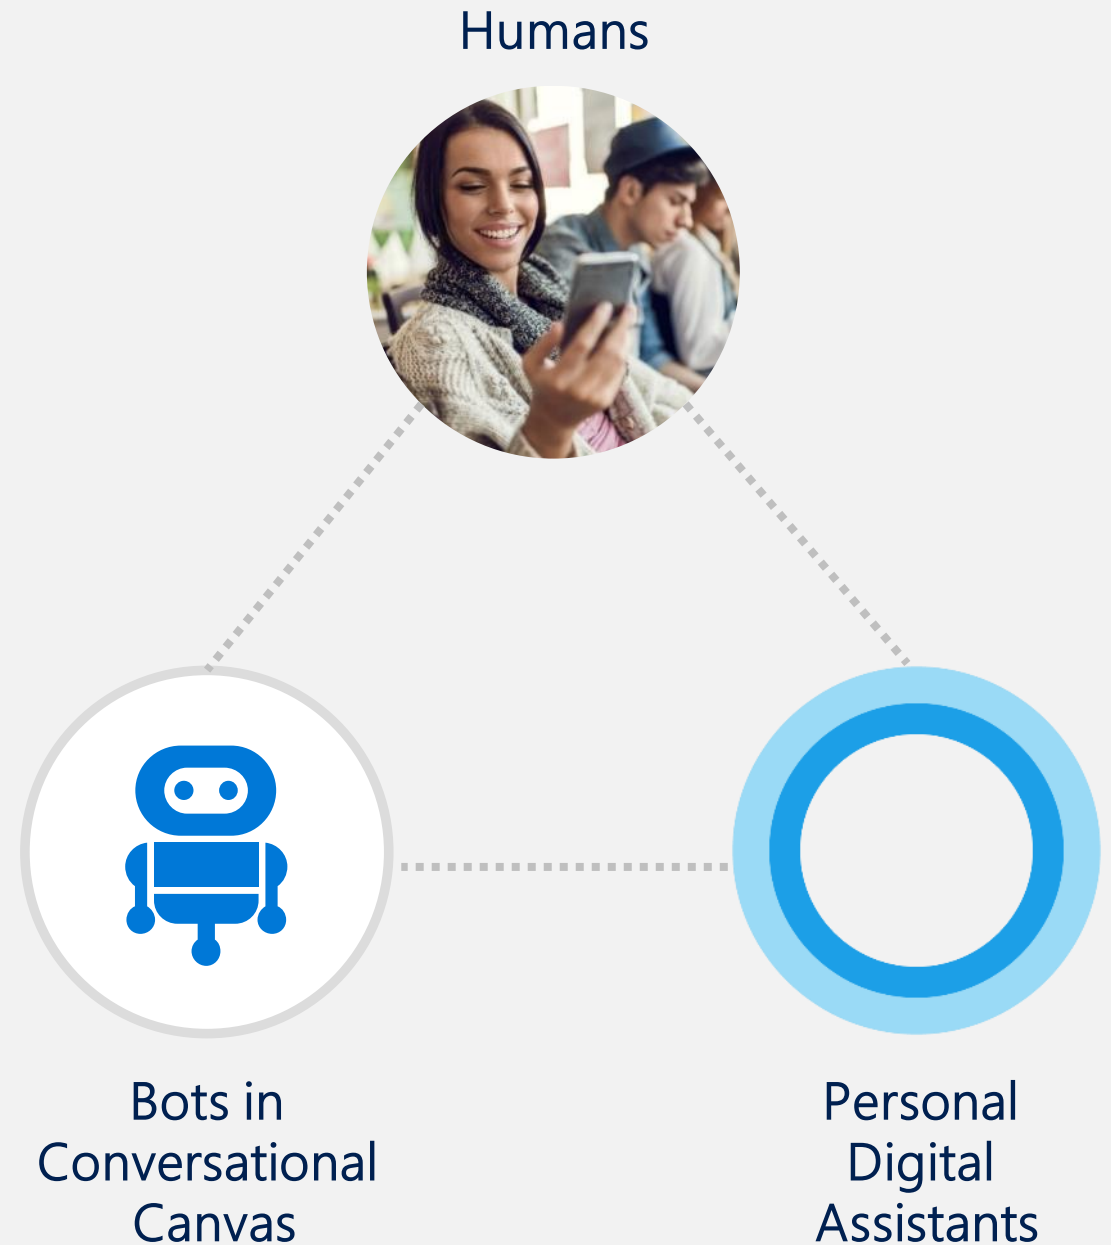 Humans
Bots in
Conversational
Canvas
Personal
Digital
Assistants